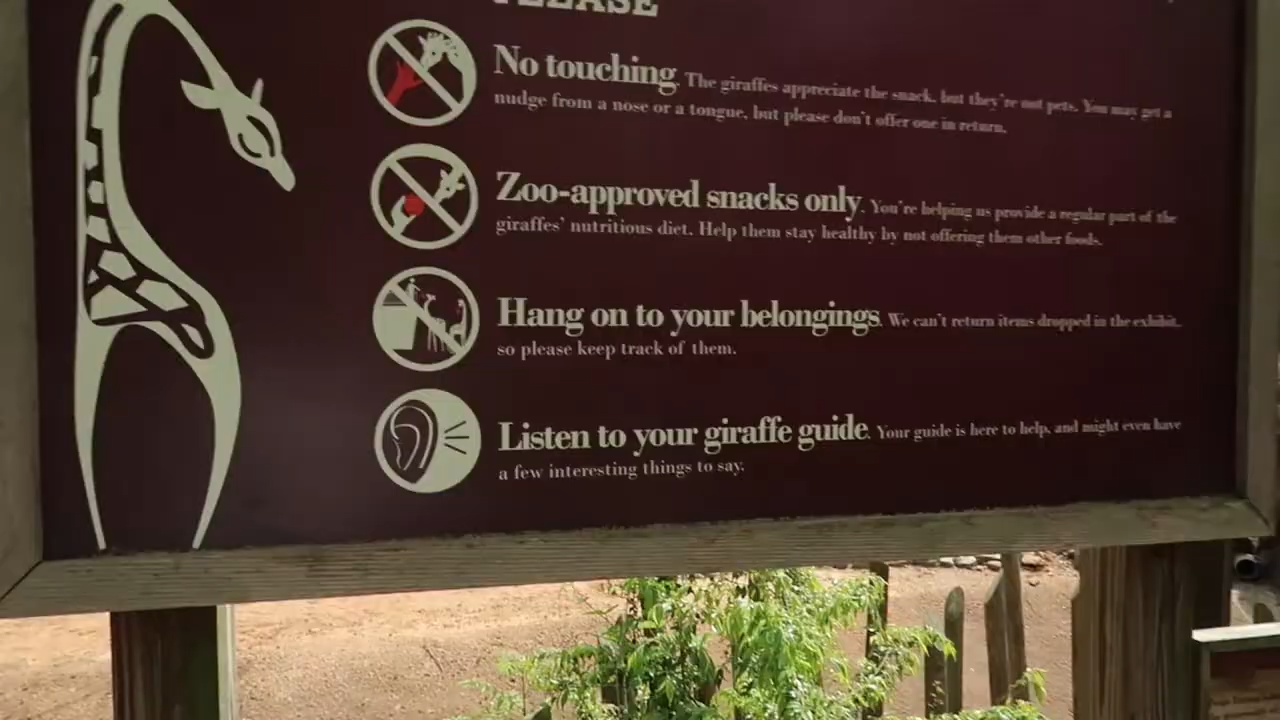 PLEASE
No touching. The giraffes appreciate the snack, but they're not pets. You may get a
nudge from a nose or a tongue, but please don't offer one in return.
Zoo-approved snacks only. You're helping us provide a regular part of the
giraffes' nutritious diet. Help them stay healthy by not offering them other foods.
Hang on to your belongings. We can't return items dropped in the exhibit,
so please keep track of them.
Listen to your giraffe guide. Your guide is here to help, and might even have
a few interesting things to say.